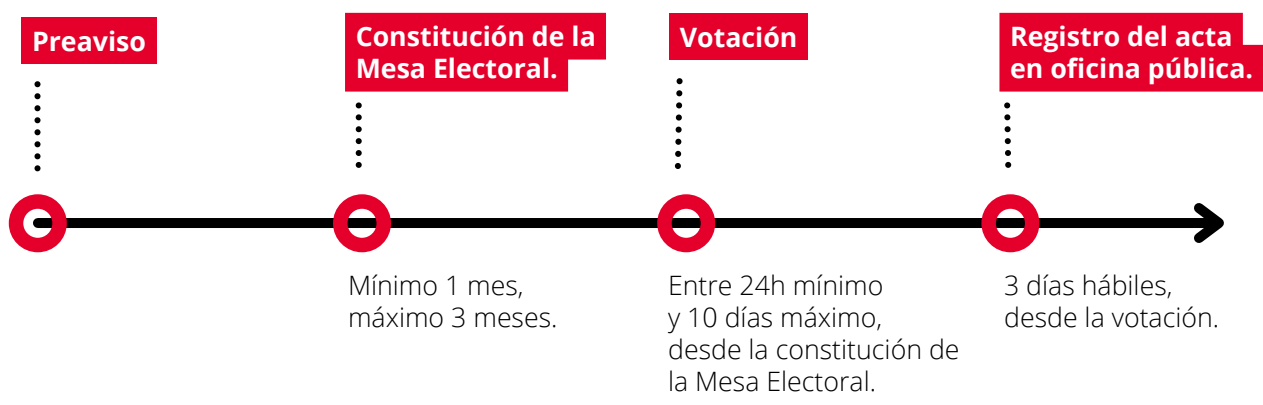 Preaviso
Constitución de la
Mesa Electoral.
Votación
Registro del acta
en oficina pública.
Mínimo 1 mes,
máximo 3 meses.
Entre 24h mínimo
y 10 días máximo,
desde la constitución de
la Mesa Electoral.
3 días hábiles,
desde la votación.